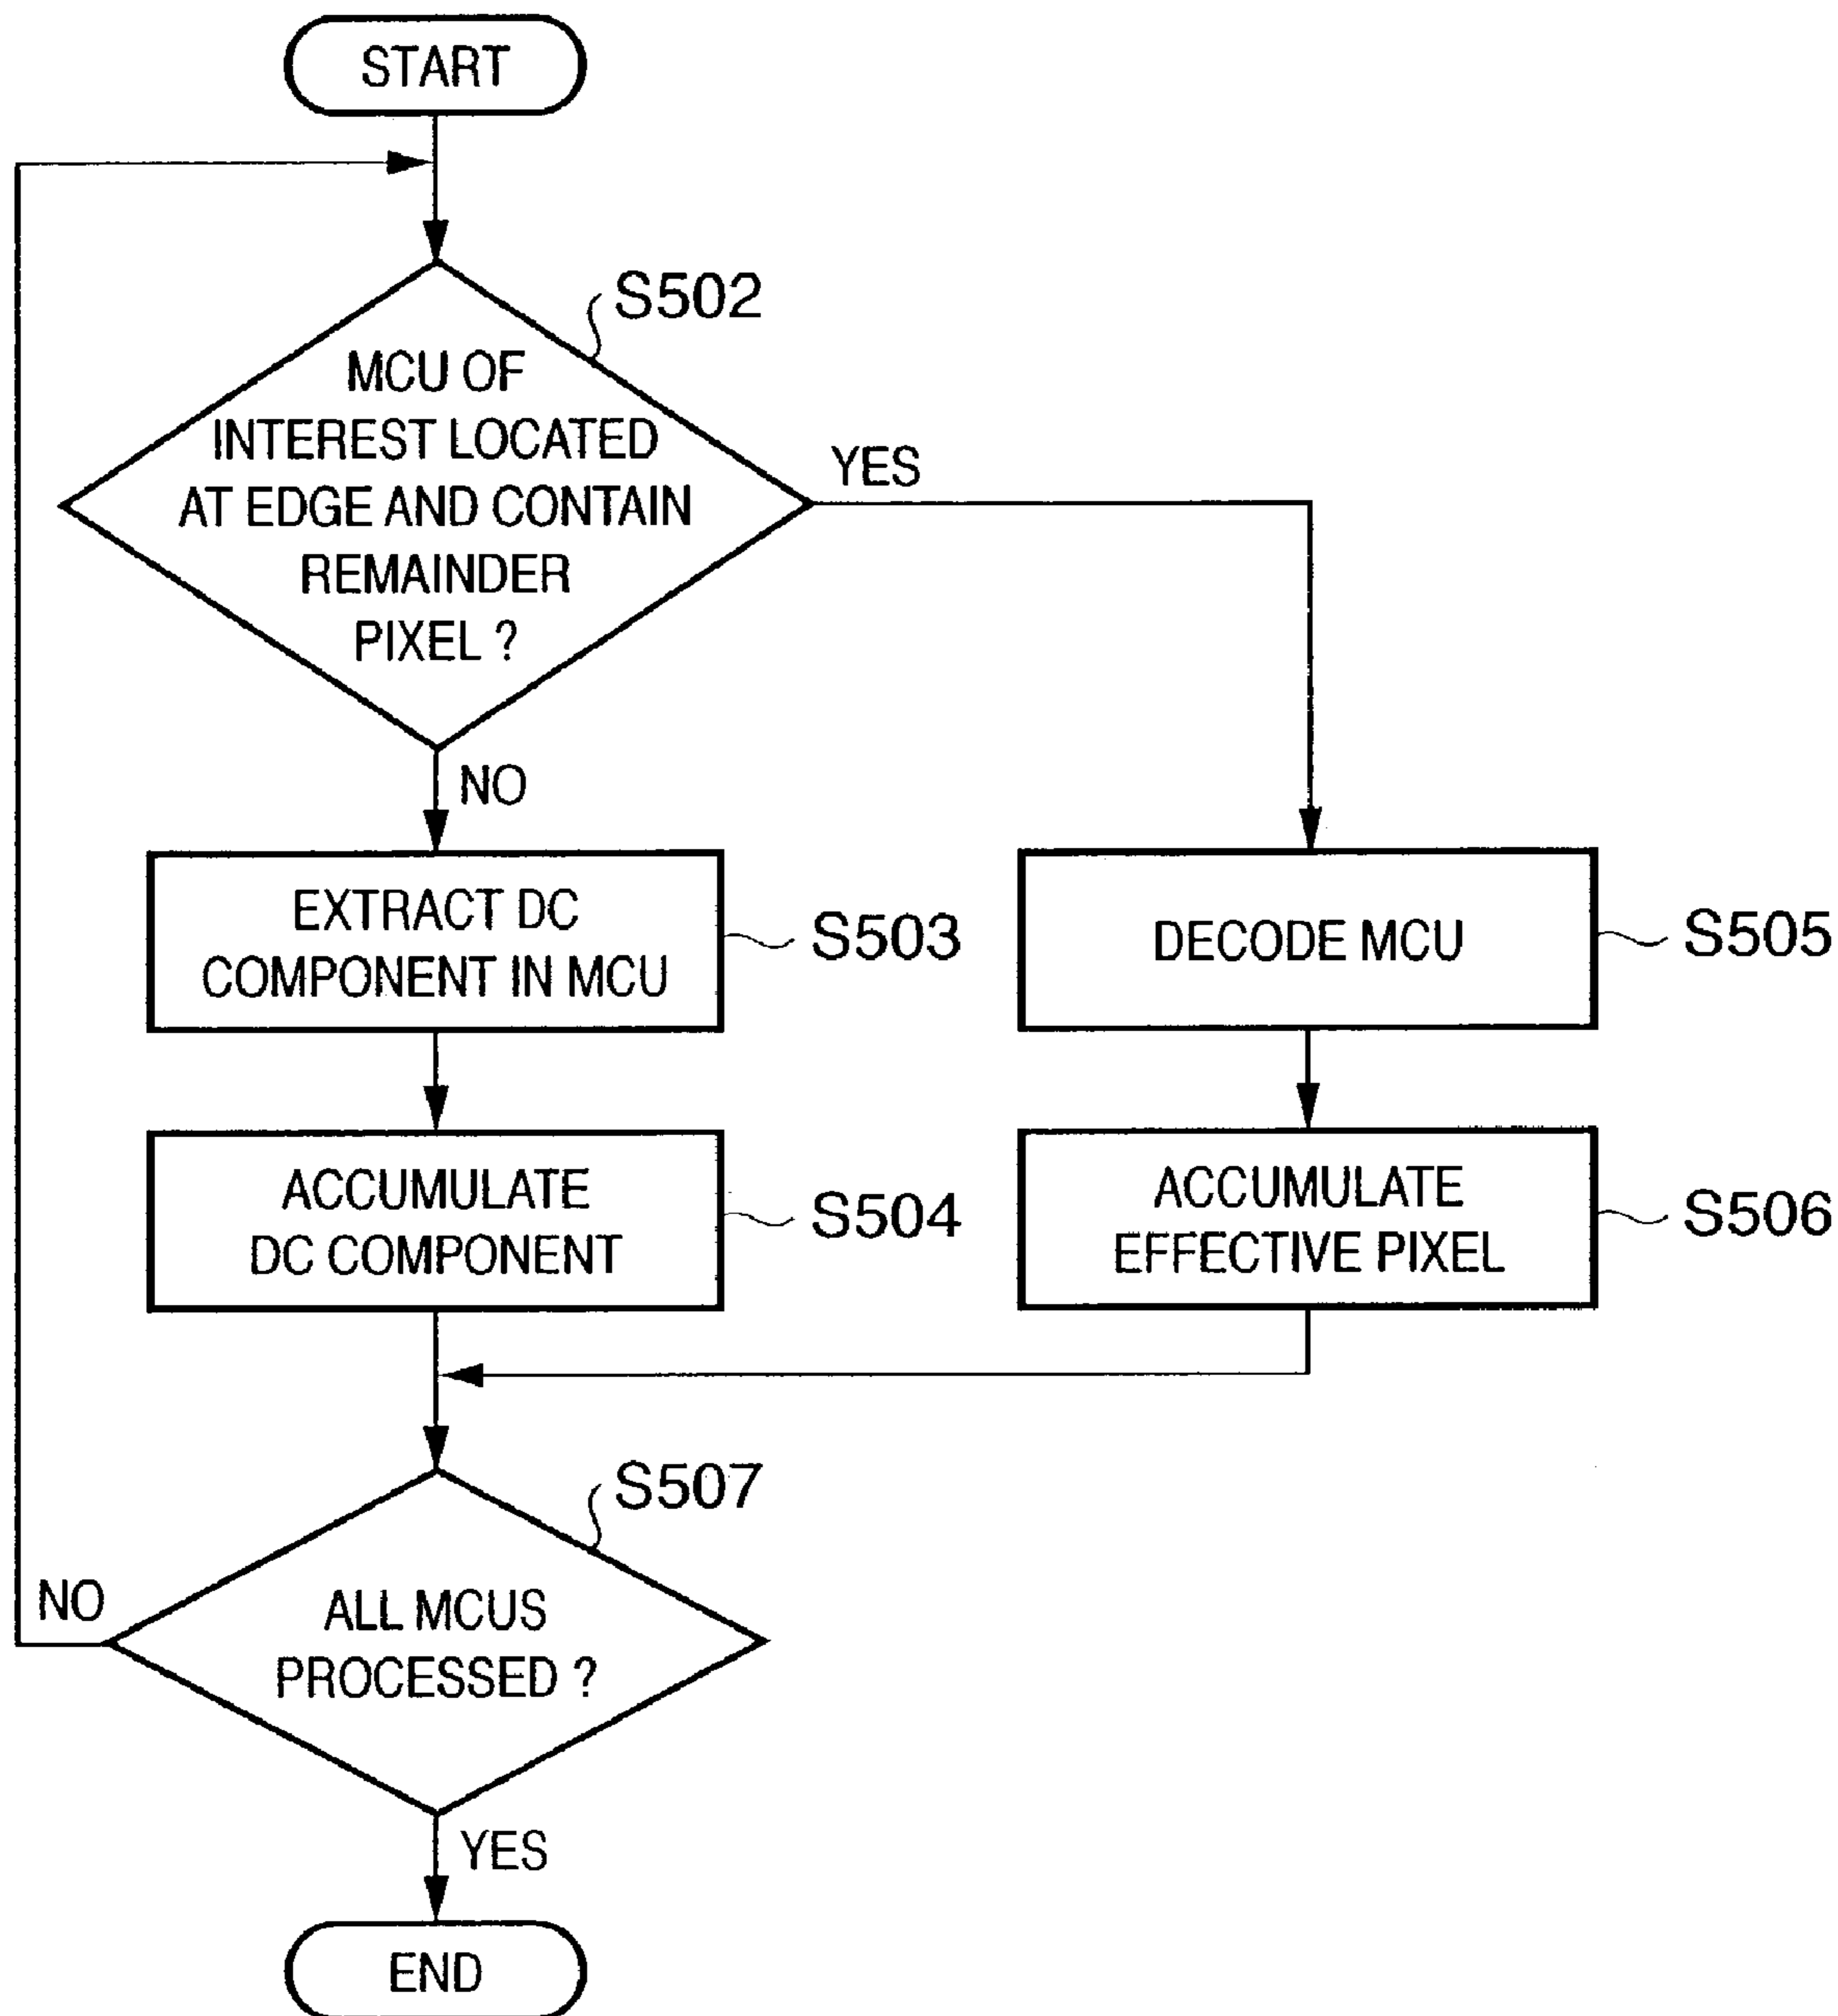 START
S502
MCU OF
INTEREST LOCATED
AT EDGE AND CONTAIN
REMAINDER
PIXEL ?
YES
NO
EXTRACT DC
COMPONENT IN MCU
S503
DECODE MCU
S505
ACCUMULATE
DC COMPONENT
S504
ACCUMULATE
EFFECTIVE PIXEL
S506
S507
ALL MCUS
PROCESSED ?
NO
YES
END